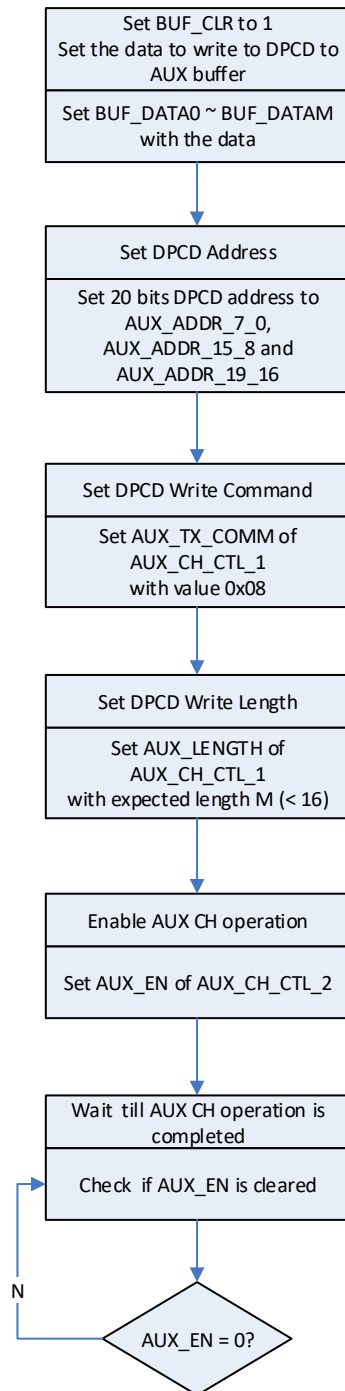 Set BUF_CLR to 1
Set the data to write to DPCD to
AUX buffer
Set BUF_DATA0 ~ BUF_DATAM
with the data
Set DPCD Address
Set 20 bits DPCD address to
AUX_ADDR_7_0,
AUX_ADDR_15_8 and
AUX_ADDR_19_16
Set DPCD Write Command
Set AUX_TX_COMM of
AUX_CH_CTL_1
with value 0x08
Set DPCD Write Length
Set AUX_LENGTH of
AUX_CH_CTL_1
with expected length M (< 16)
Enable AUX CH operation
Set AUX_EN of AUX_CH_CTL_2
Wait till AUX CH operation is
completed
Check if AUX_EN is cleared
N
AUX_EN = 0?